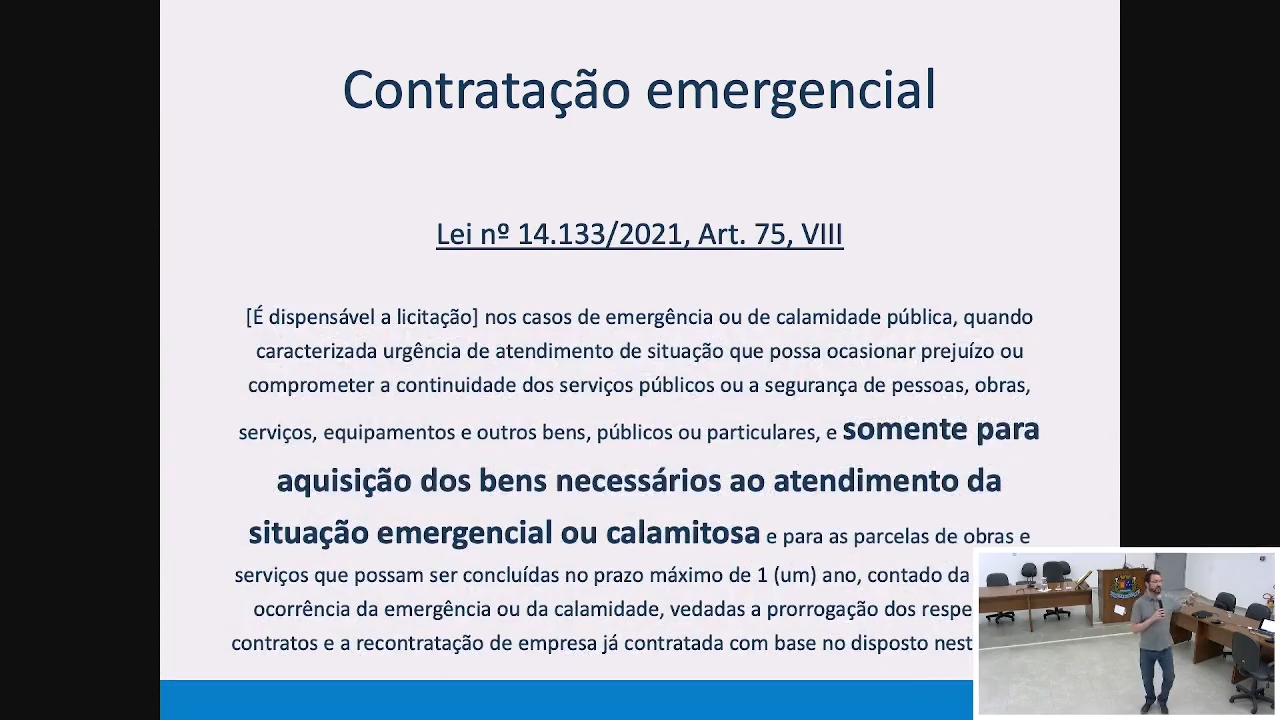 Contratação emergencial
Lei nº 14.133/2021, Art. 75, VIII
[É dispensável a licitação] nos casos de emergência ou de calamidade pública, quando
caracterizada urgência de atendimento de situação que possa ocasionar prejuízo ou
comprometer a continuidade dos serviços públicos ou a segurança de pessoas, obras,
serviços, equipamentos e outros bens, públicos ou particulares, e somente para
aquisição dos bens necessários ao atendimento da
situação emergencial ou calamitosa e para as parcelas de obras e
serviços que possam ser concluídas no prazo máximo de 1 (um) ano, contado da
ocorrência da emergência ou da calamidade, vedadas a prorrogação dos respe
contratos e a recontratação de empresa já contratada com base no disposto nest